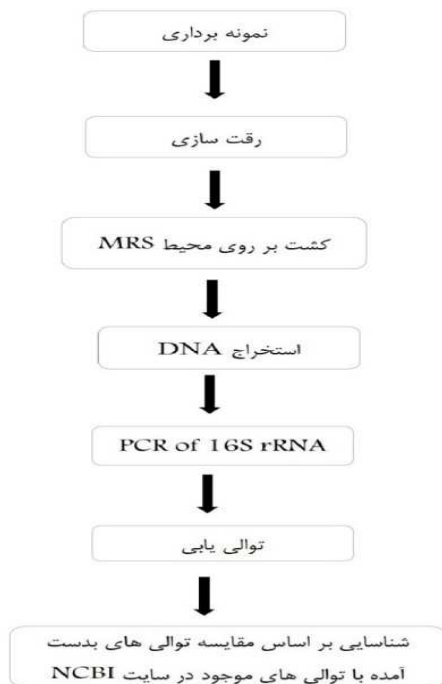 نمونه برداری
رقت سازی
کشت بر روی محیط MRS
استخراج DNA
PCR of 16S rRNA
توالی یابی
شناسایی بر اساس مقایسه توالی های بدست
آمده با توالی های موجود در سایت NCBI